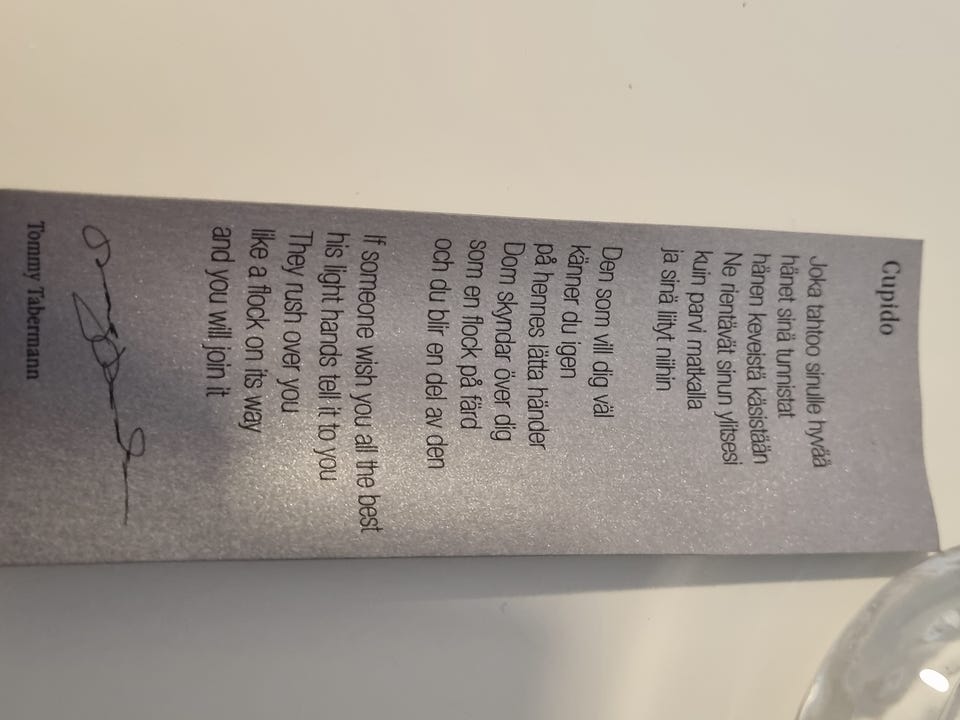 Cupido
Joka tahtoo sinulle hyvää
hänet sinä tunnistat
hänen keveistä käsistään
Ne rientävät sinun ylitsesi
kuin parvi matkalla
ja sinä liityt niihin
Den som vill dig väl
känner du igen
på hennes lätta händer
Dom skyndar över dig
som en flock på färd
och du blir en del av den
If someone wish you all the best
his light hands tell it to you
They rush over you
like a flock on its way
and you will join it
Tommy Tabermann